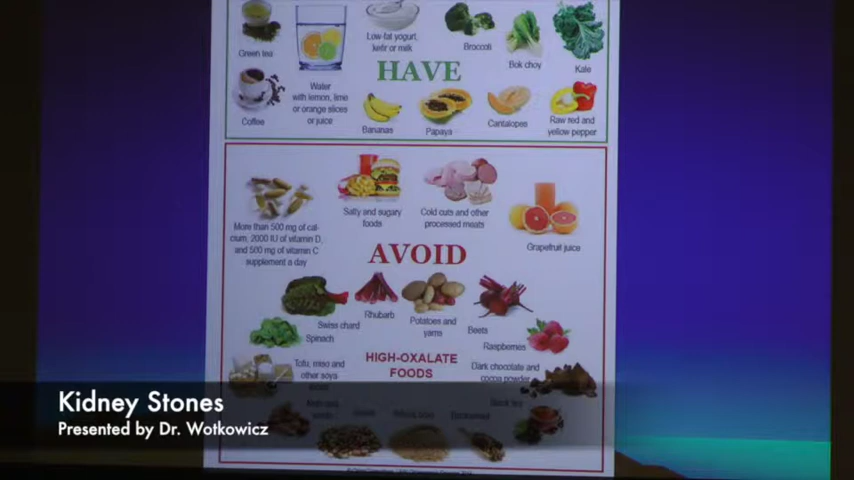 Green tea
Low-fat yogurt,
kefir or milk
Broccoli
Bok choy
Kale
HAVE
Coffee
Water
with lemon, lime
or orange slices
or juice
Bananas
Papaya
Cantalopes
Raw red and
yellow pepper
More than 500 mg of cal-
cium, 2000 IU of vitamin D,
and 500 mg of vitamin C
supplement a day
Salty and sugary
foods
Cold cuts and other
processed meats
Grapefruit juice
AVOID
Swiss chard
Rhubarb
Potatoes and
yams
Beets
Spinach
Raspberries
Tofu, miso and
other soya
HIGH-OXALATE
FOODS
Dark chocolate and
cocoa powder
Black tea
Kidney Stones
Presented by Dr. Wotkowicz